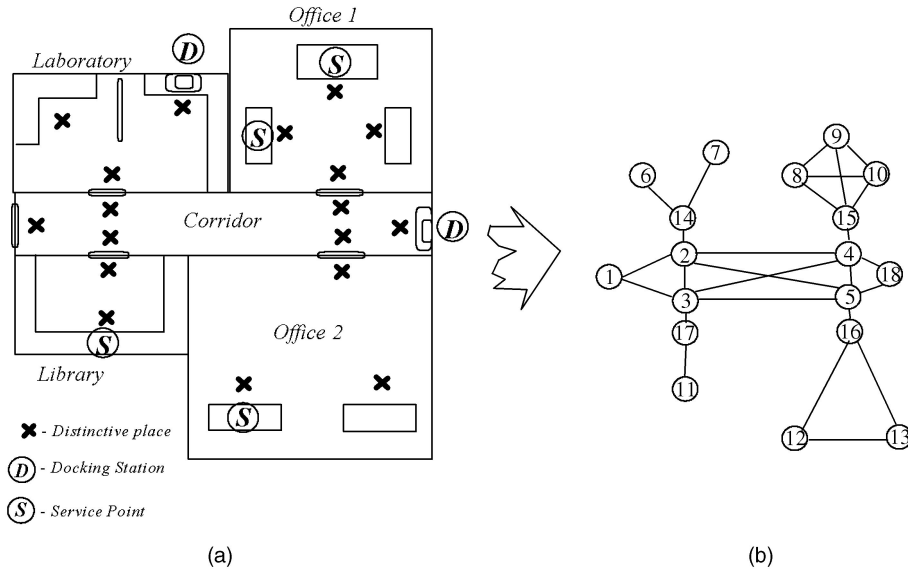 Office 1
D
Laboratory
S
S
Corridor
D
Office 2
S
Library
S
- Distinctive place
D - Docking Station
S - Service Point
(a)
9
7
6
8
10
14
15
2
4
1
18
3
5
17
16
11
12
13
(b)